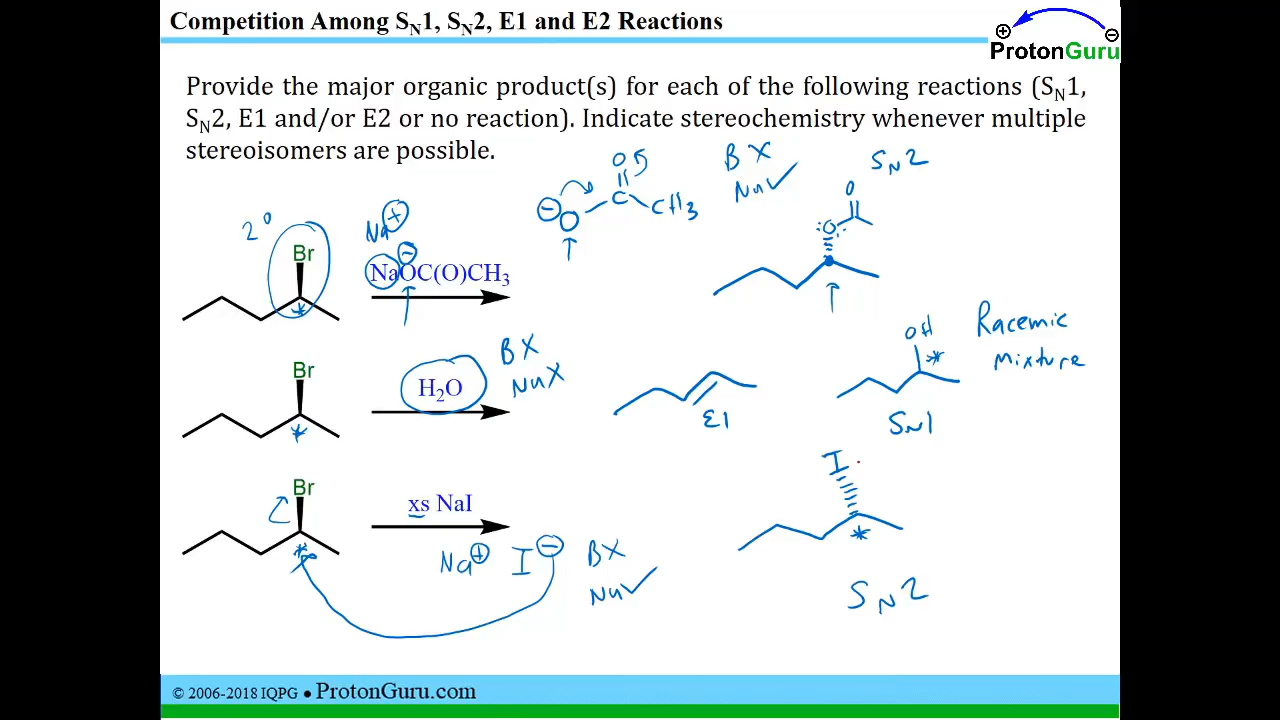 Competition Among SN1, SN2, E1 and E2 Reactions
ProtonGuru
Provide the major organic product(s) for each of the following reactions (SN1,
SN2, E1 and/or E2 or no reaction). Indicate stereochemistry whenever multiple
stereoisomers are possible.
O
⊖ O C CH3
B X
Nu ✓
SN2
O
:O:
2°
Br
*
Na ⊕
⊖
NaOC(O)CH3
Br
*
H2O
B X
Nu X
E1
OH
*
SN1
Racemic
mixture
Br
*
xs NaI
Na ⊕ I ⊖
B X
Nu ✓
I
*
SN2
© 2006-2018 IQPG ● ProtonGuru.com